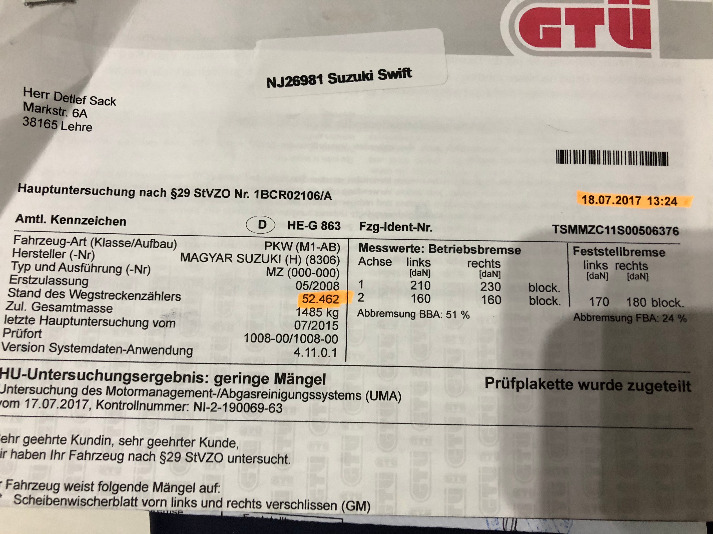 GTÜ
NJ26981 Suzuki Swift
Herr Detlef Sack
Markstr. 6A
38165 Lehre
Hauptuntersuchung nach §29 StVZO Nr. 1BCR02106/A
18.07.2017 13:24
Amtl. Kennzeichen D HE-G 863 Fzg-Ident-Nr. TSMMZC11S00506376
Fahrzeug-Art (Klasse/Aufbau) PKW (M1-AB)
Hersteller (-Nr) MAGYAR SUZUKI (H) (8306)
Typ und Ausführung (-Nr) MZ (000-000)
Erstzulassung 05/2008
Stand des Wegstreckenzählers 52.462
Zul. Gesamtmasse 1485 kg
letzte Hauptuntersuchung vom 07/2015
Prüfort 1008-00/1008-00
Version Systemdaten-Anwendung 4.11.0.1
Messwerte: Betriebsbremse Feststellbremse
Achse links rechts links rechts
[daN] [daN] [daN] [daN]
1 210 230 block.
2 160 160 block. 170 180 block.
Abbremsung BBA: 51 % Abbremsung FBA: 24 %
HU-Untersuchungsergebnis: geringe Mängel Prüfplakette wurde zugeteilt
Untersuchung des Motormanagement-/Abgasreinigungssystems (UMA)
vom 17.07.2017, Kontrollnummer: NI-2-190069-63
ehr geehrte Kundin, sehr geehrter Kunde,
ir haben Ihr Fahrzeug nach §29 StVZO untersucht.
r Fahrzeug weist folgende Mängel auf:
* Scheibenwischerblatt vorn links und rechts verschlissen (GM)